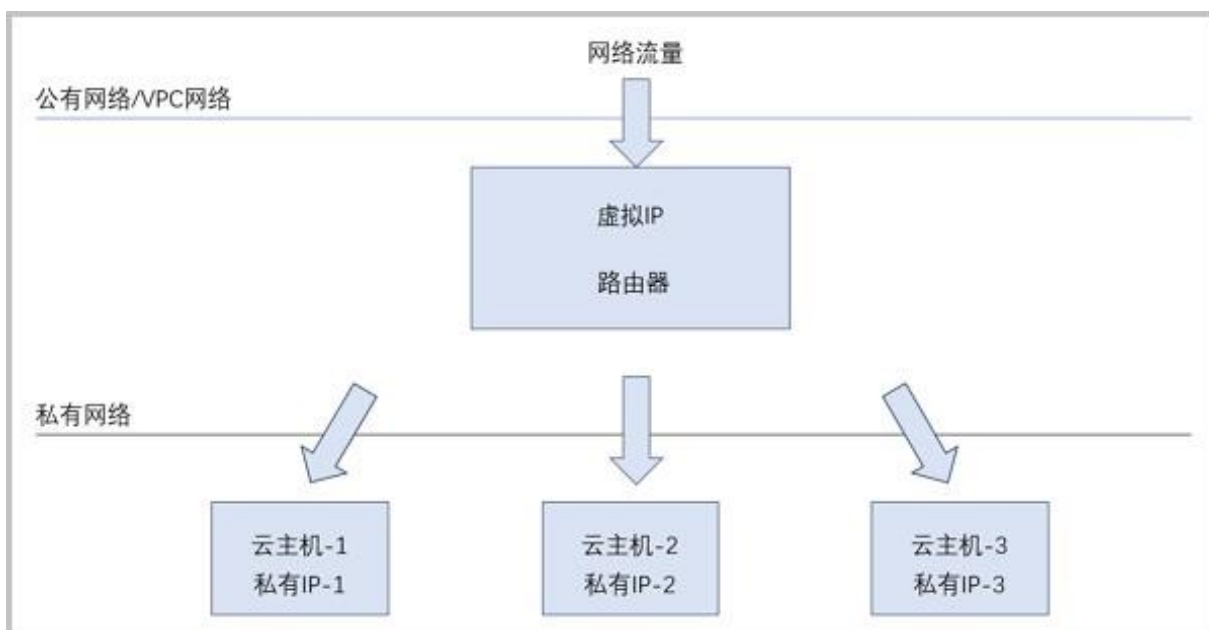 网络流量
公有网络/VPC网络
虚拟IP
路由器
私有网络
云主机-1
私有IP-1
云主机-2
私有IP-2
云主机-3
私有IP-3